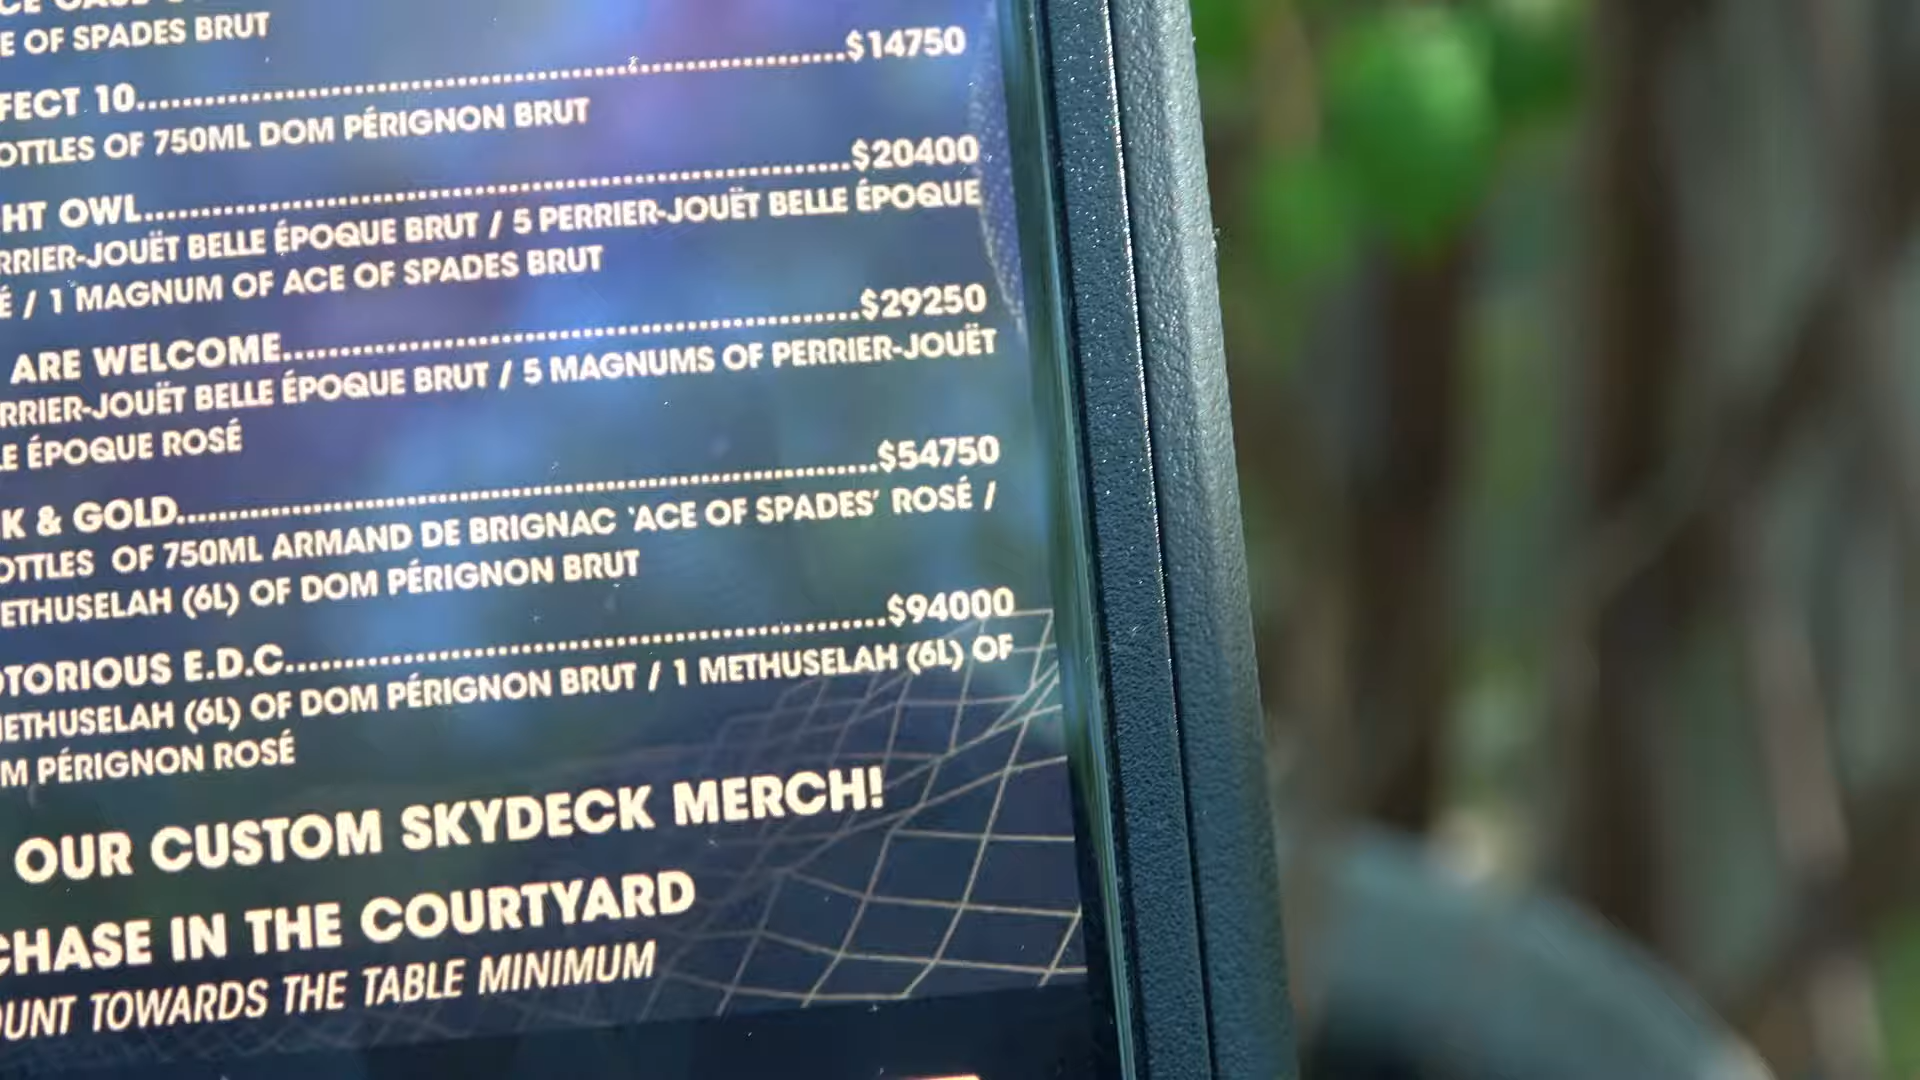 E OF SPADES BRUT
FECT 10..........$14750
OTTLES OF 750ML DOM PÉRIGNON BRUT
HT OWL..........$20400
RRIER-JOUËT BELLE ÉPOQUE BRUT / 5 PERRIER-JOUËT BELLE ÉPOQUE
É / 1 MAGNUM OF ACE OF SPADES BRUT
ARE WELCOME..........$29250
RRIER-JOUËT BELLE ÉPOQUE BRUT / 5 MAGNUMS OF PERRIER-JOUËT
LE ÉPOQUE ROSÉ
K & GOLD..........$54750
OTTLES OF 750ML ARMAND DE BRIGNAC 'ACE OF SPADES' ROSÉ /
ETHUSELAH (6L) OF DOM PÉRIGNON BRUT
OTORIOUS E.D.C..........$94000
METHUSELAH (6L) OF DOM PÉRIGNON BRUT / 1 METHUSELAH (6L) OF
M PÉRIGNON ROSÉ
OUR CUSTOM SKYDECK MERCH!
CHASE IN THE COURTYARD
OUNT TOWARDS THE TABLE MINIMUM